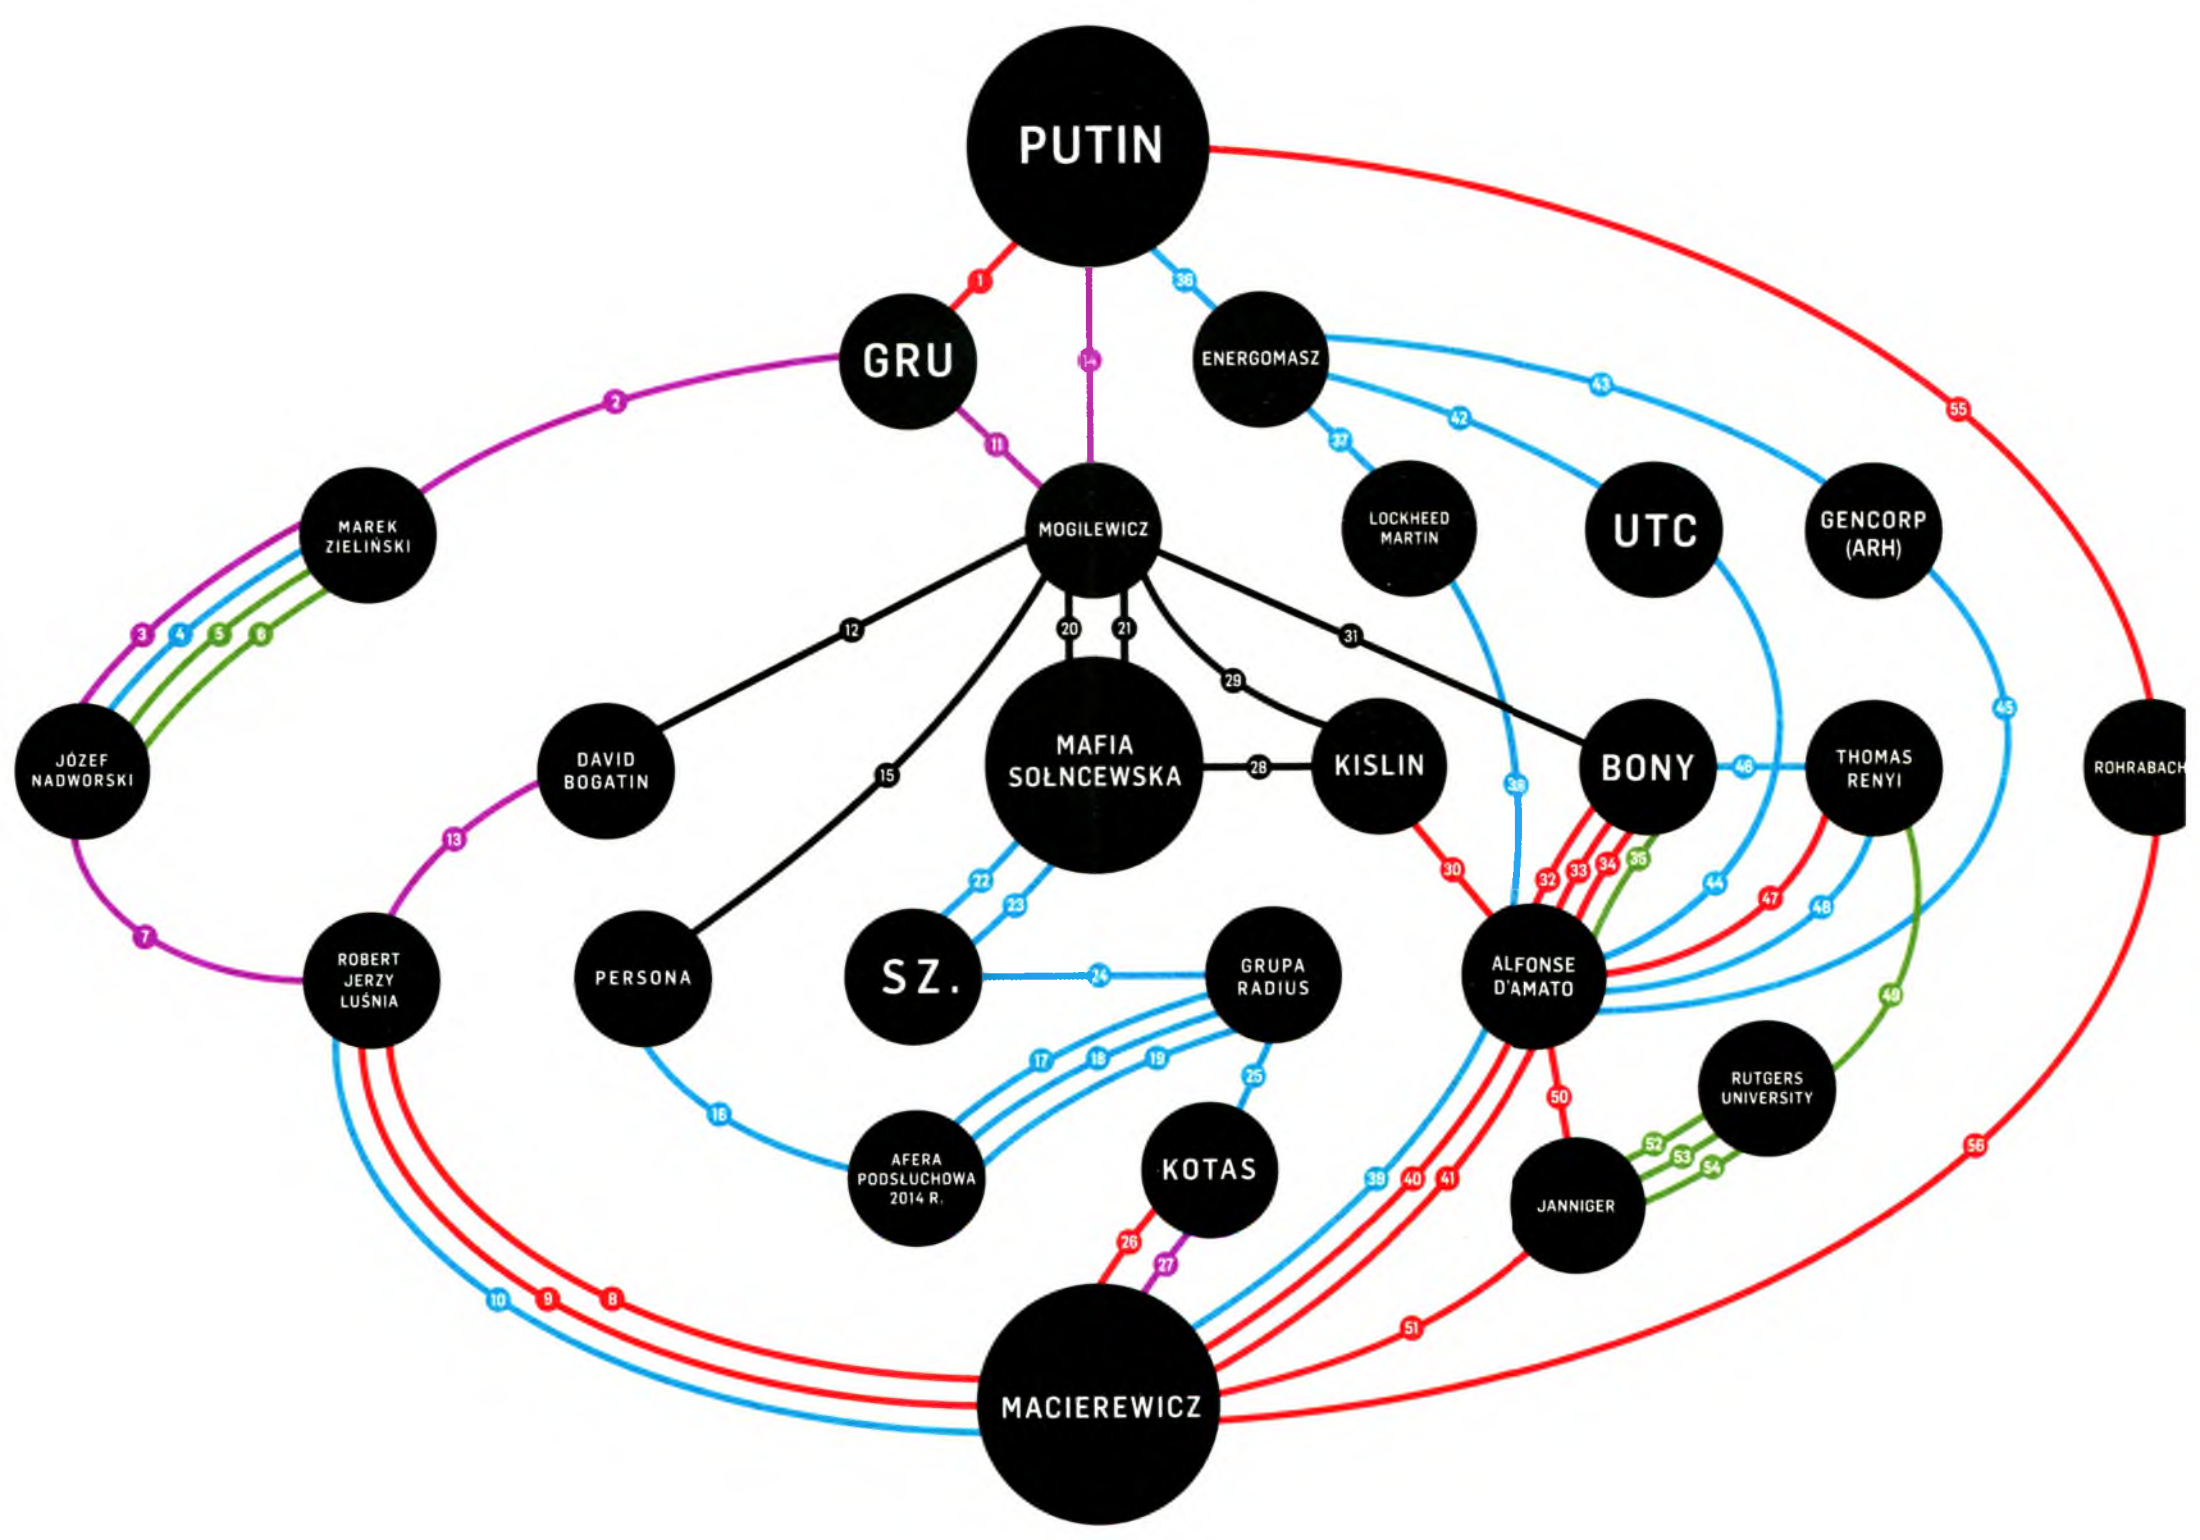 PUTIN
1
36
GRU
14
ENERGOMASZ
43
2
55
42
11
37
MAREK
ZIELIŃSKI
MOGILEWICZ
LOCKHEED
MARTIN
UTC
GENCORP
(ARH)
3
4
5
6
12
20
21
31
29
45
JÓZEF
NADWORSKI
DAVID
BOGATIN
15
MAFIA
SOŁNCEWSKA
28
KISLIN
38
BONY
46
THOMAS
RENYI
ROHRABACH
13
22
23
30
32
33
34
35
44
47
48
7
ROBERT
JERZY
LUŚNIA
PERSONA
SZ.
24
GRUPA
RADIUS
ALFONSE
D'AMATO
49
17
18
19
25
50
RUTGERS
UNIVERSITY
16
52
53
54
56
AFERA
PODSŁUCHOWA
2014 R.
KOTAS
39
40
41
JANNIGER
26
27
10
9
8
51
MACIEREWICZ